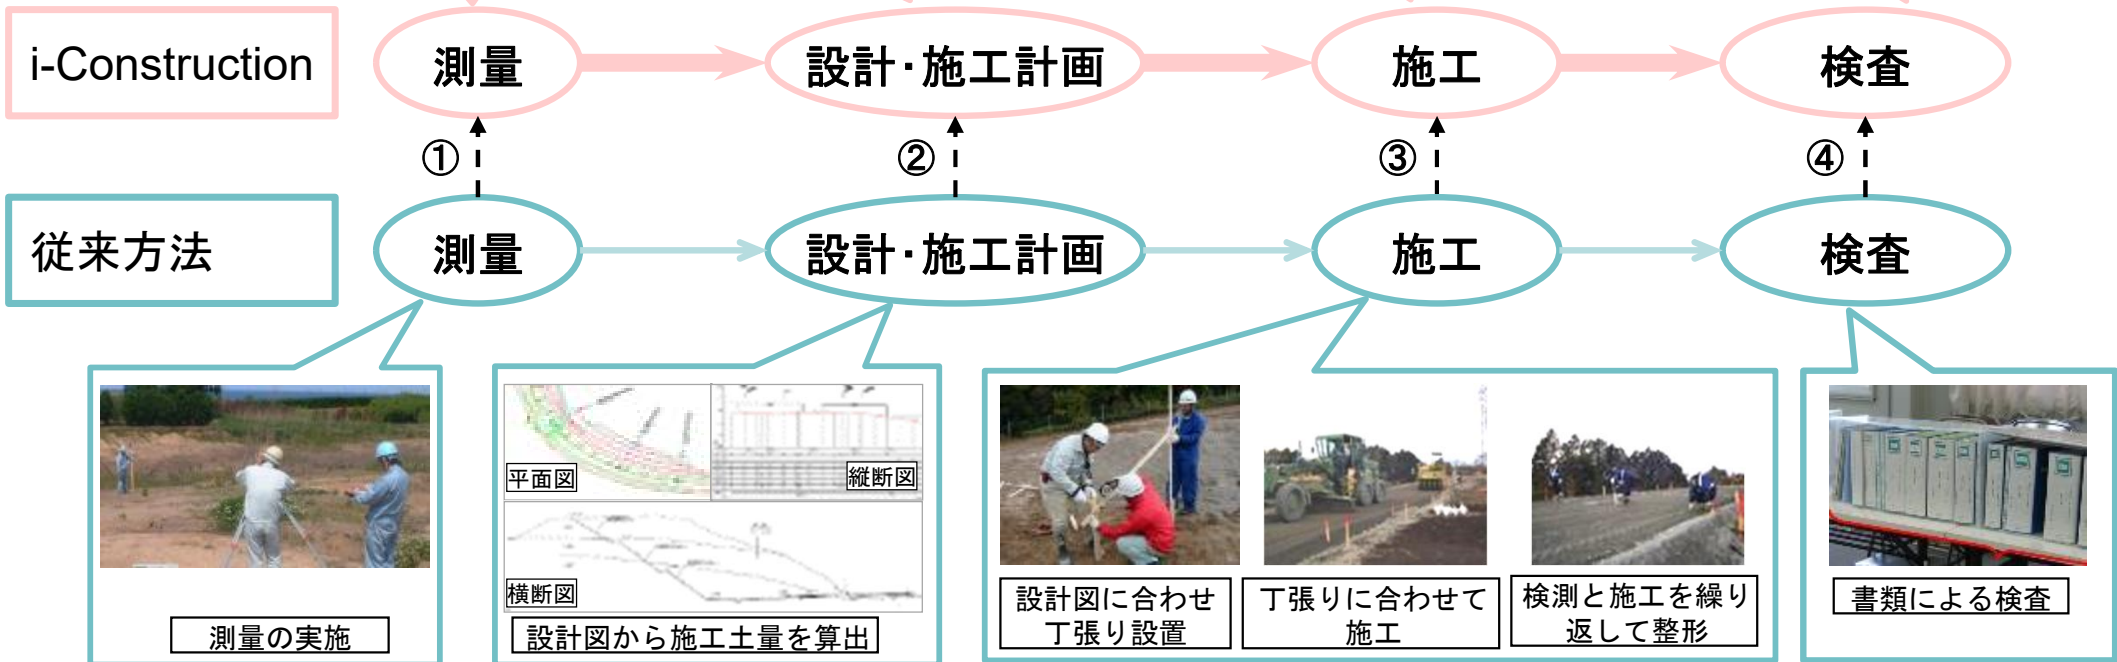 i-Construction
測量
設計・施工計画
施工
検査
①
②
③
④
従来方法
測量
設計・施工計画
施工
検査
平面図
縦断図
横断図
測量の実施
設計図から施工土量を算出
設計図に合わせ
丁張り設置
丁張りに合わせて
施工
検測と施工を繰り
返して整形
書類による検査